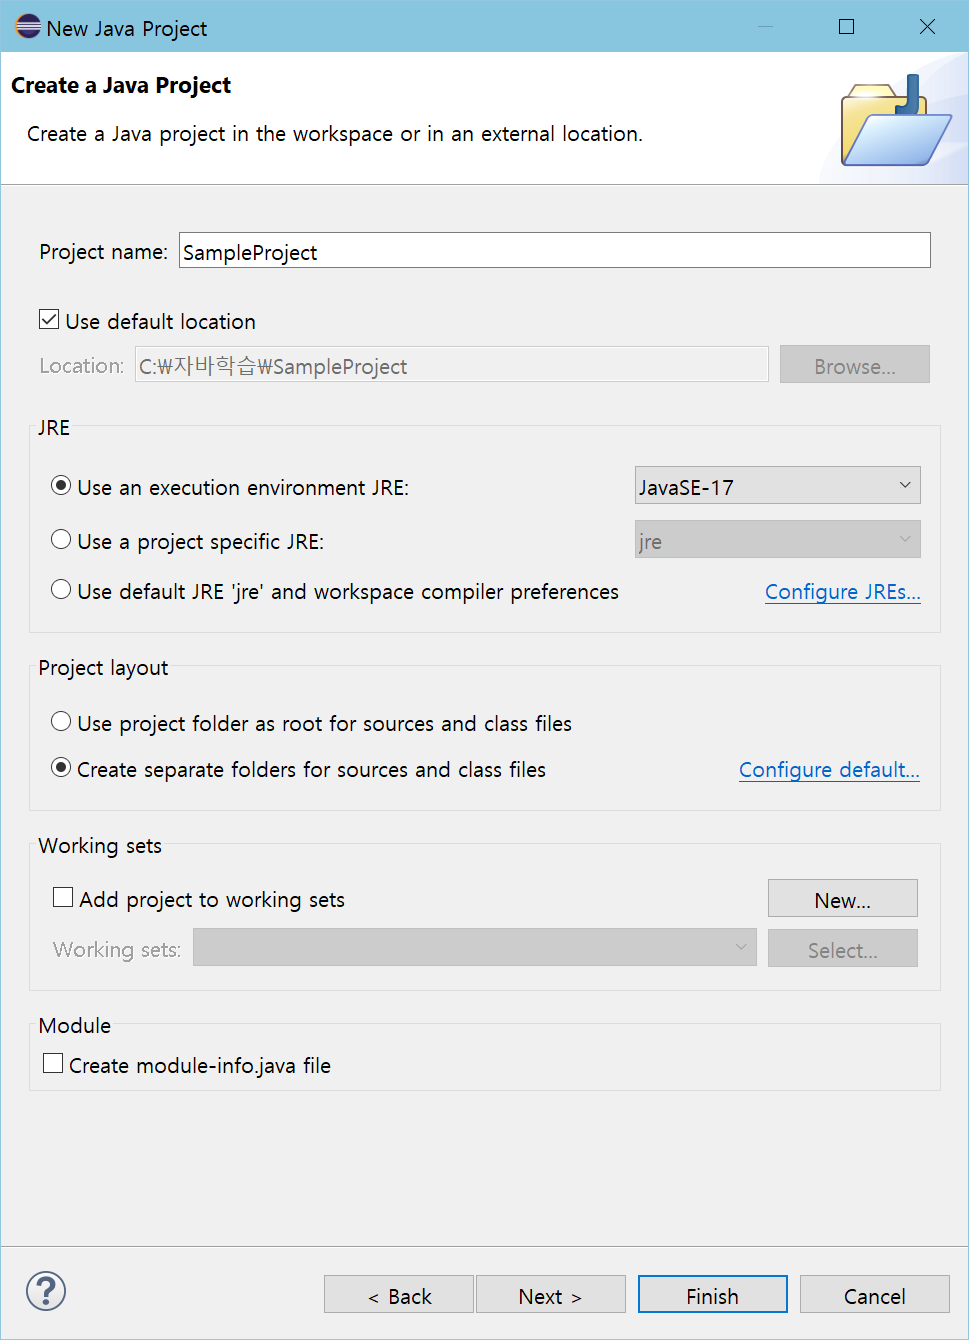 New Java Project
Create a Java Project
Create a Java project in the workspace or in an external location.
Project name: SampleProject
Use default location
Location: C:₩자바학습₩SampleProject Browse...
JRE
Use an execution environment JRE: JavaSE-17
Use a project specific JRE: jre
Use default JRE 'jre' and workspace compiler preferences Configure JREs...
Project layout
Use project folder as root for sources and class files
Create separate folders for sources and class files Configure default...
Working sets
Add project to working sets New...
Working sets: Select...
Module
Create module-info.java file
? < Back Next > Finish Cancel